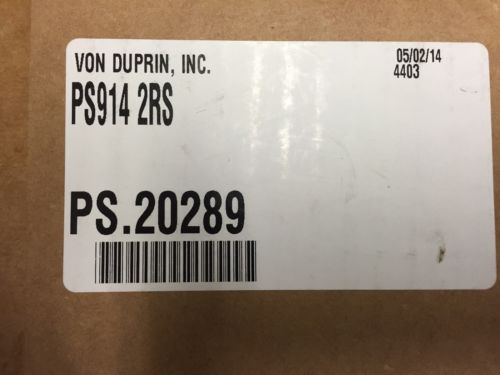 VON DUPRIN, INC.
05/02/14
4403
PS914 2RS
PS.20289